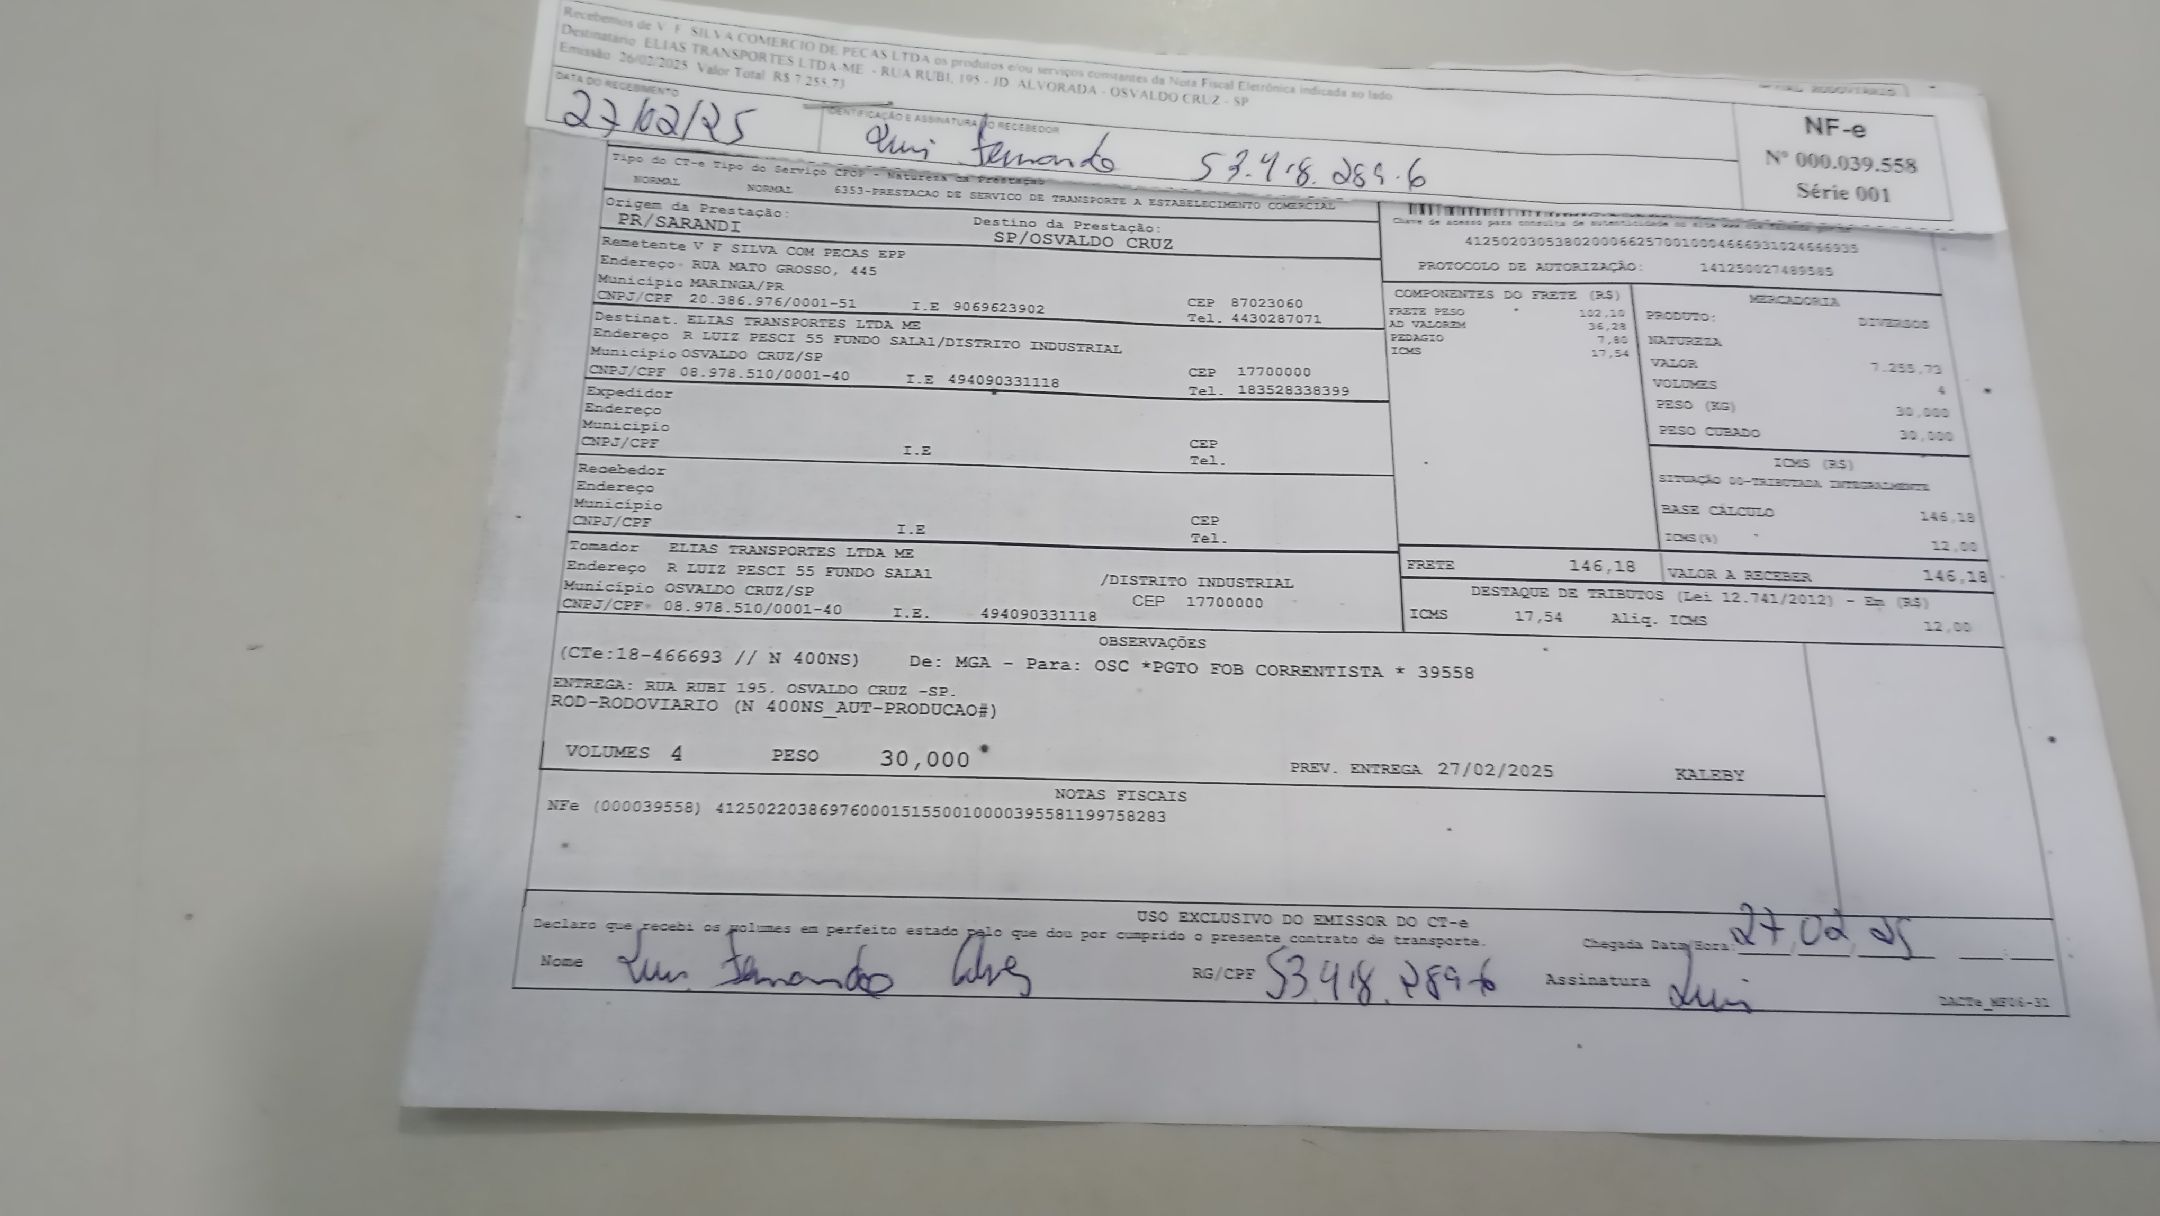 Recebemos de V F SILVA COMERCIO DE PECAS LTDA os produtos e/ou serviços constantes da Nota Fiscal Eletrônica indicada ao lado
Destinatário ELIAS TRANSPORTES LTDA-ME - RUA RUBI, 195 - JD ALVORADA - OSVALDO CRUZ - SP
Emissão 26/02/2025 Valor Total R$ 7.255,73
DATA DO RECEBIMENTO
27/02/25
IDENTIFICAÇÃO E ASSINATURA DO RECEBEDOR
Luis Fernando 53.418.289-6
NF-e
Nº 000.039.558
Série 001
Tipo do CT-e Tipo do Serviço CFOP - Natureza da Prestação
NORMAL NORMAL 6353-PRESTACAO DE SERVICO DE TRANSPORTE A ESTABELECIMENTO COMERCIAL
Origem da Prestação: Destino da Prestação:
PR/SARANDI SP/OSVALDO CRUZ
Remetente V F SILVA COM PECAS EPP
Endereço RUA MATO GROSSO, 445
Município MARINGA/PR CEP 87023060
CNPJ/CPF 20.386.976/0001-51 I.E 9069623902 Tel. 4430287071
Destinat. ELIAS TRANSPORTES LTDA ME
Endereço R LUIZ PESCI 55 FUNDO SALA1/DISTRITO INDUSTRIAL
Município OSVALDO CRUZ/SP CEP 17700000
CNPJ/CPF 08.978.510/0001-40 I.E 494090331118 Tel. 183528338399
Expedidor
Endereço
Município CEP
CNPJ/CPF I.E Tel.
Recebedor
Endereço
Município CEP
CNPJ/CPF I.E Tel.
Tomador ELIAS TRANSPORTES LTDA ME
Endereço R LUIZ PESCI 55 FUNDO SALA1 /DISTRITO INDUSTRIAL
Município OSVALDO CRUZ/SP CEP 17700000
CNPJ/CPF 08.978.510/0001-40 I.E. 494090331118
Chave de acesso para consulta de autenticidade no site
41250203053802000662570010004666931024666935
PROTOCOLO DE AUTORIZAÇÃO: 141250027489585
COMPONENTES DO FRETE (R$)
FRETE PESO 102,10
AD VALOREM 36,28
PEDAGIO 7,80
ICMS 17,54
MERCADORIA
PRODUTO: DIVERSOS
NATUREZA
VALOR 7.255,73
VOLUMES 4
PESO (KG) 30,000
PESO CUBADO 30,000
ICMS (R$)
SITUAÇÃO 00-TRIBUTADA INTEGRALMENTE
BASE CÁLCULO 146,18
ICMS(%) 12,00
FRETE 146,18 VALOR A RECEBER 146,18
DESTAQUE DE TRIBUTOS (Lei 12.741/2012) - Em (R$)
ICMS 17,54 Aliq. ICMS 12,00
OBSERVAÇÕES
(CTe:18-466693 // N 400NS) De: MGA - Para: OSC *PGTO FOB CORRENTISTA * 39558
ENTREGA: RUA RUBI 195. OSVALDO CRUZ -SP.
ROD-RODOVIARIO (N 400NS_AUT-PRODUCAO#)
VOLUMES 4 PESO 30,000 PREV. ENTREGA 27/02/2025 KALEBY
NOTAS FISCAIS
NFe (000039558) 41250220386976000151550010000395581199758283
USO EXCLUSIVO DO EMISSOR DO CT-e
Declaro que recebi os volumes em perfeito estado pelo que dou por cumprido o presente contrato de transporte. Chegada Data/Hora: 27 02 25
Nome Luis Fernando Alves RG/CPF 53.418.289-6 Assinatura Luis
DACTe_MF06-31